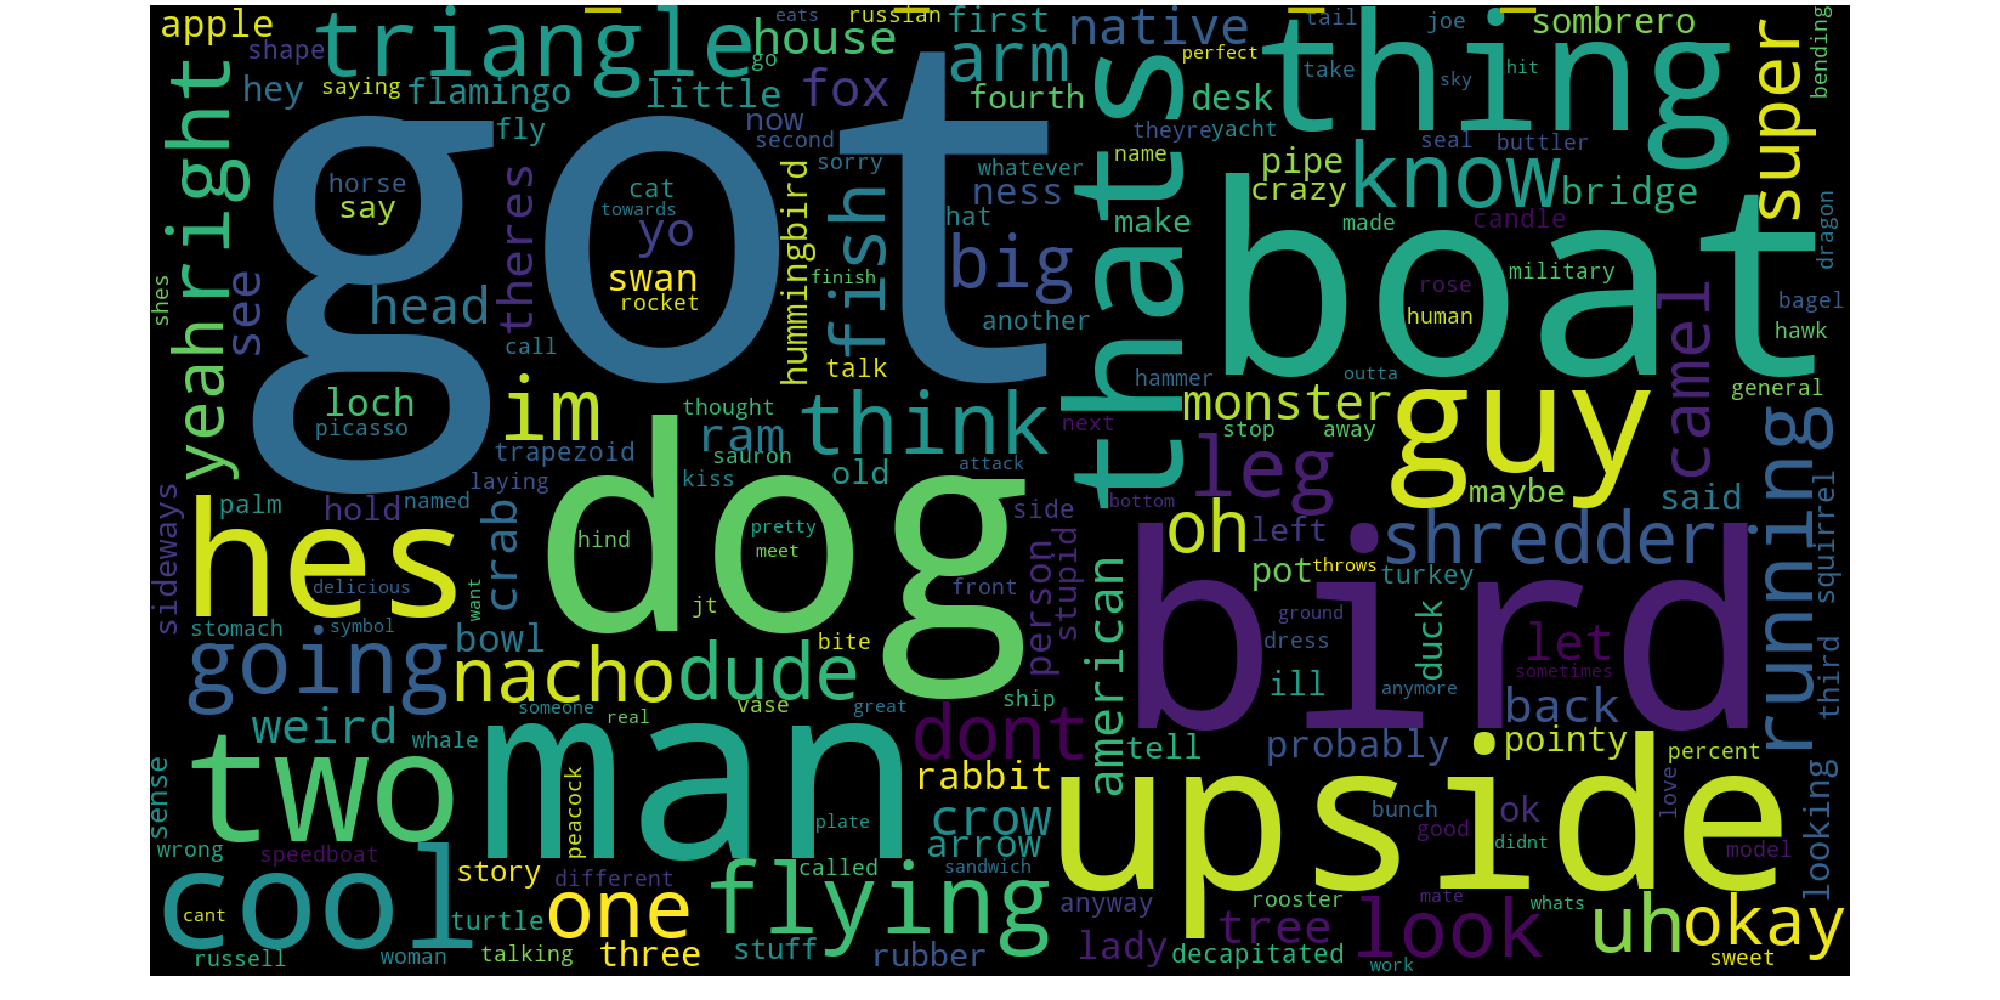 apple
shape
triangle
house
eats
russian
first
native
tail
joe
sombrero
hey
saying
flamingo
little
go
fox
arm
fourth
perfect
take
sky
hit
thing
super
bending
yeahright
got
fly
now
second
sorry
desk
theyre
yacht
seal
buttler
horse
say
theres
cat
towards
yo
hummingbird
fish
whatever
ness
hat
thats
name
make
pipe
crazy
know
bridge
made
candle
boat
dragon
shes
see
head
swan
rocket
finish
big
another
rose
human
military
camel
bagel
hawk
call
talk
hammer
outta
general
loch
picasso
im
thought
ram
think
next
monster
stop
away
guy
running
trapezoid
sauron
old
attack
leg
sideways
palm
hold
named
laying
crab
kiss
maybe
said
bottom
hes
dog
hind
pretty
meet
side
person
stupid
oh
left
shredder
squirrel
delicious
want
jt
front
american
pot
throws
turkey
bird
stomach
symbol
bowl
bite
ground
dress
duck
let
sometimes
third
going
nacho
dude
ship
ill
anymore
someone
real
vase
great
weird
whale
dont
tell
probably
back
pointy
percent
two
man
rabbit
upside
looking
sense
peacock
plate
crow
arrow
bunch
good
ok
didnt
love
model
wrong
speedboat
cool
story
different
called
sandwich
flying
cant
turtle
one
anyway
rooster
mate
whats
russell
woman
talking
three
stuff
rubber
lady
decapitated
tree
work
look
uh
okay
sweet